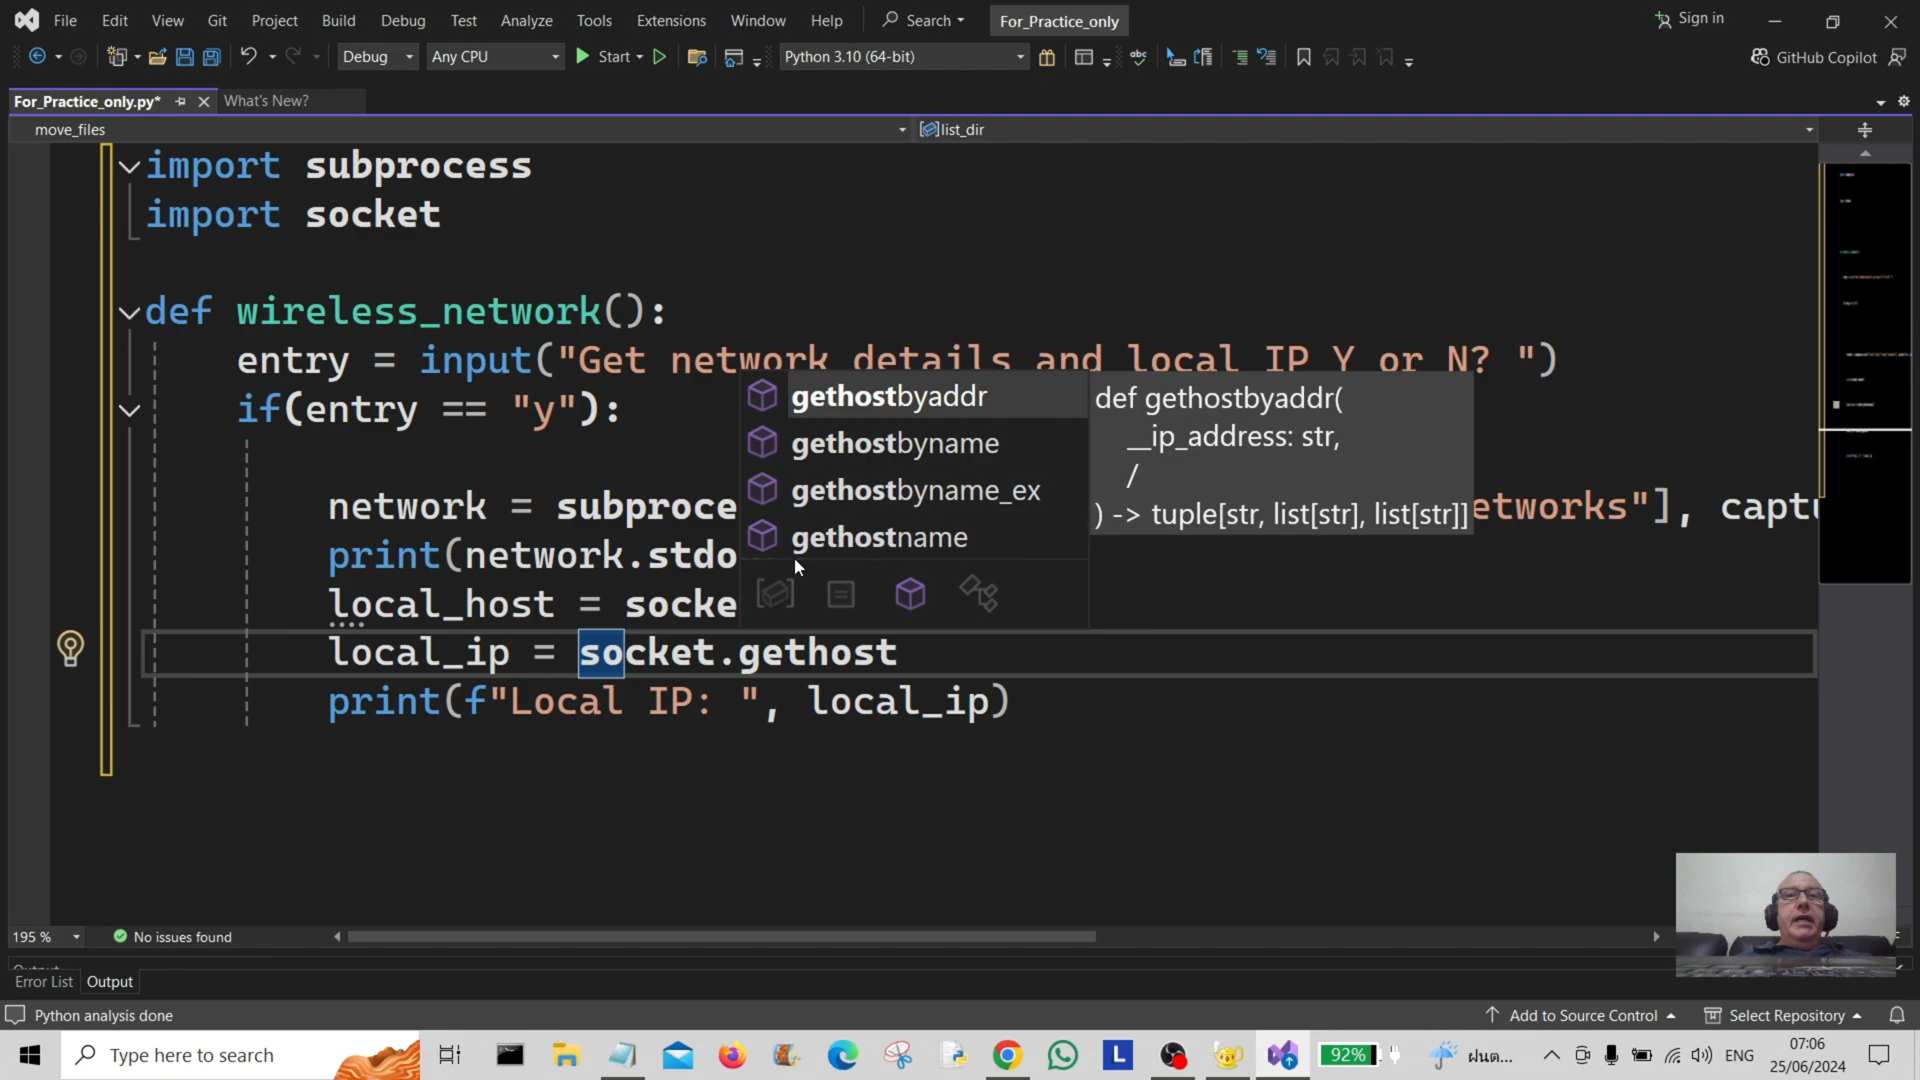 File Edit View Git Project Build Debug Test Analyze Tools Extensions Window Help Search For_Practice_only Sign in
Debug Any CPU Start Python 3.10 (64-bit) abc GitHub Copilot
For_Practice_only.py* What's New?
move_files list_dir
import subprocess
import socket
def wireless_network():
entry = input("Get network details and local IP Y or N? ")
if(entry == "y"):
network = subproce etworks"], captu
print(network.stdo
local_host = socke
local_ip = socket.gethost
print(f"Local IP: ", local_ip)
gethostbyaddr
gethostbyname
gethostbyname_ex
gethostname
def gethostbyaddr(
__ip_address: str,
/
) -> tuple[str, list[str], list[str]]
195 % No issues found
Output
Error List Output
Python analysis done Add to Source Control Select Repository
Type here to search L 92% ฝนต... ENG 07:06
25/06/2024